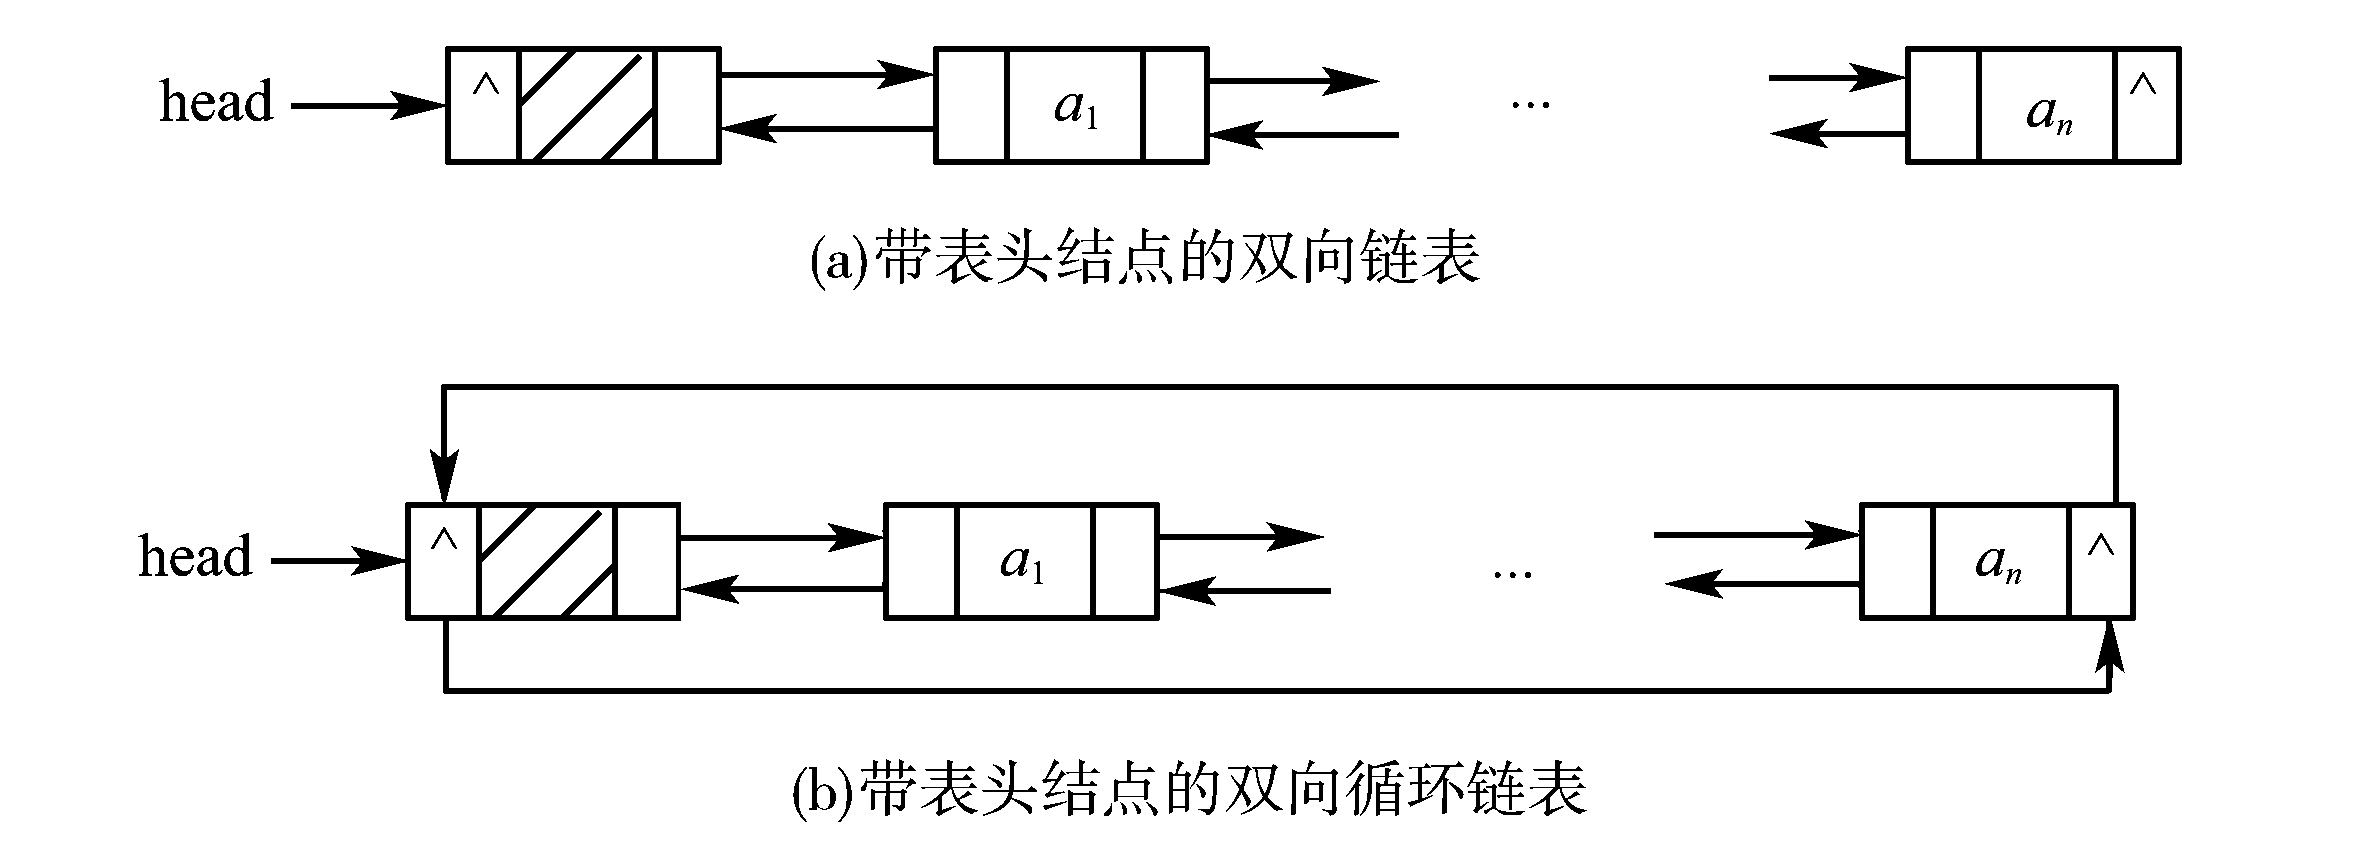 head ^ a1 ... an ^
(a)带表头结点的双向链表
head ^ a1 ... an ^
(b)带表头结点的双向循环链表